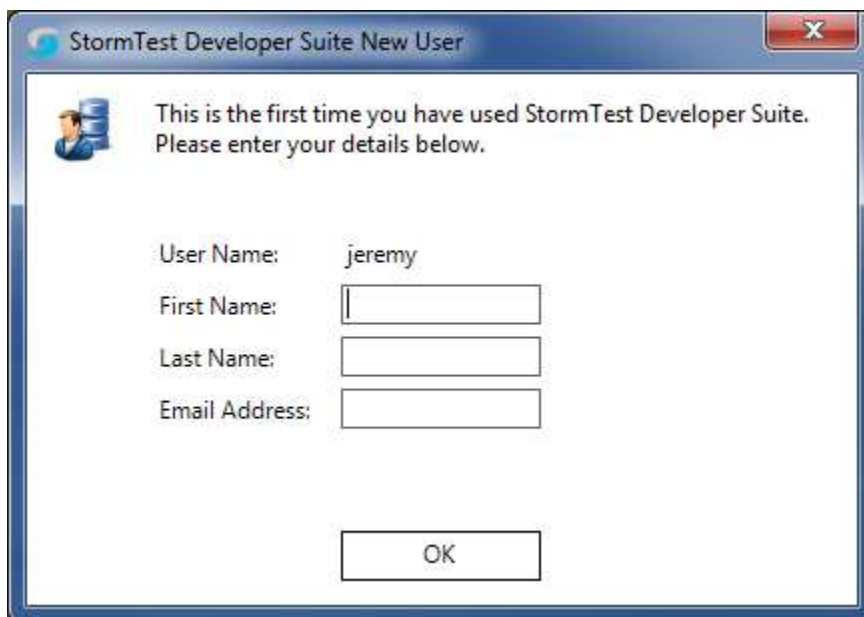 StormTest Developer Suite New User
This is the first time you have used StormTest Developer Suite.
Please enter your details below.
User Name: jeremy
First Name:
Last Name:
Email Address:
OK